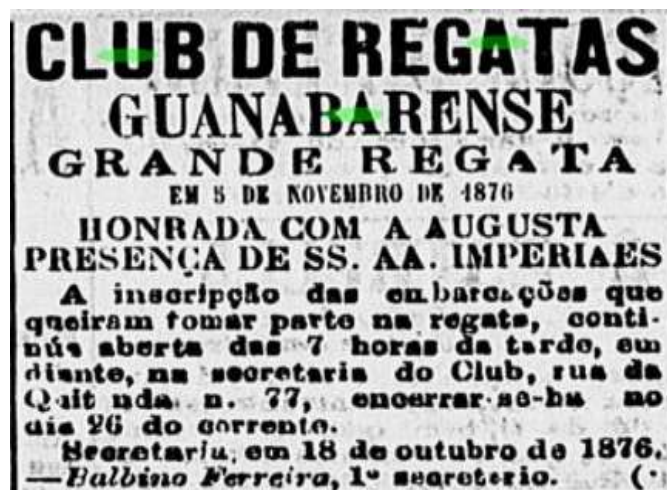 CLUB DE REGATAS
GUANABARENSE
GRANDE REGATA
EM 5 DE NOVEMBRO DE 1876
HONRADA COM A AUGUSTA
PRESENÇA DE SS. AA. IMPERIAES
A inscripção das embarcações que
queiram tomar parte na regata, conti-
núa aberta das 7 horas da tarde, em
diante, na secretaria do Club, rua da
Quitanda n. 77, encerrar-se-ha no
dia 26 do corrente.
Secretaria, em 18 de outubro de 1876.
—Balbino Ferreira, 1º secretario. (·